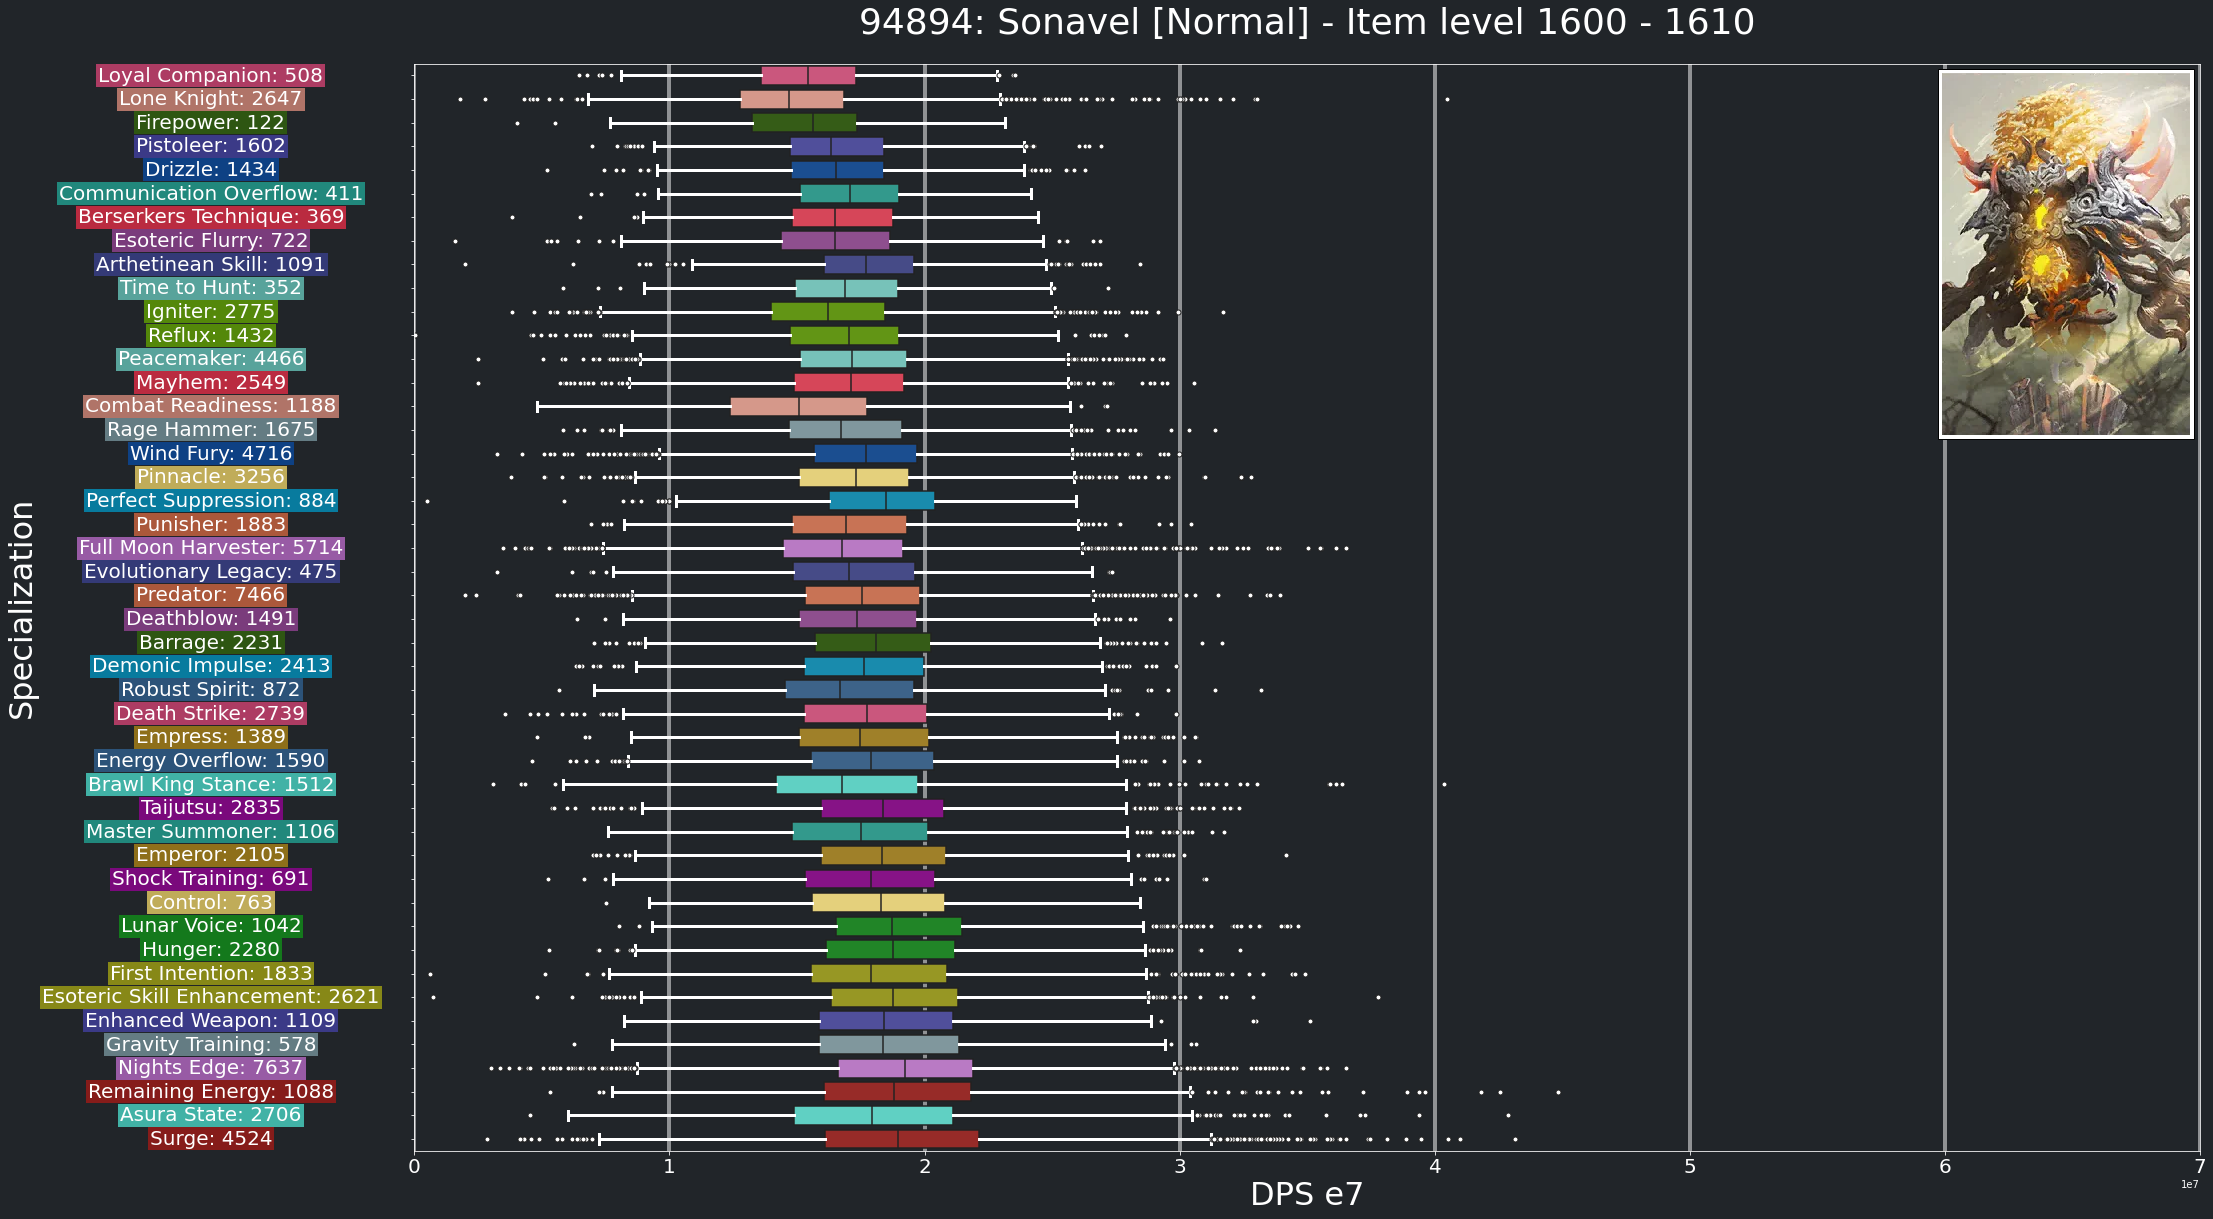 94894: Sonavel [Normal] - Item level 1600 - 1610
Specialization
Loyal Companion: 508
Lone Knight: 2647
Firepower: 122
Pistoleer: 1602
Drizzle: 1434
Communication Overflow: 411
Berserkers Technique: 369
Esoteric Flurry: 722
Arthetinean Skill: 1091
Time to Hunt: 352
Igniter: 2775
Reflux: 1432
Peacemaker: 4466
Mayhem: 2549
Combat Readiness: 1188
Rage Hammer: 1675
Wind Fury: 4716
Pinnacle: 3256
Perfect Suppression: 884
Punisher: 1883
Full Moon Harvester: 5714
Evolutionary Legacy: 475
Predator: 7466
Deathblow: 1491
Barrage: 2231
Demonic Impulse: 2413
Robust Spirit: 872
Death Strike: 2739
Empress: 1389
Energy Overflow: 1590
Brawl King Stance: 1512
Taijutsu: 2835
Master Summoner: 1106
Emperor: 2105
Shock Training: 691
Control: 763
Lunar Voice: 1042
Hunger: 2280
First Intention: 1833
Esoteric Skill Enhancement: 2621
Enhanced Weapon: 1109
Gravity Training: 578
Nights Edge: 7637
Remaining Energy: 1088
Asura State: 2706
Surge: 4524
0 1 2 3 4 5 6 7
1e7
DPS e7